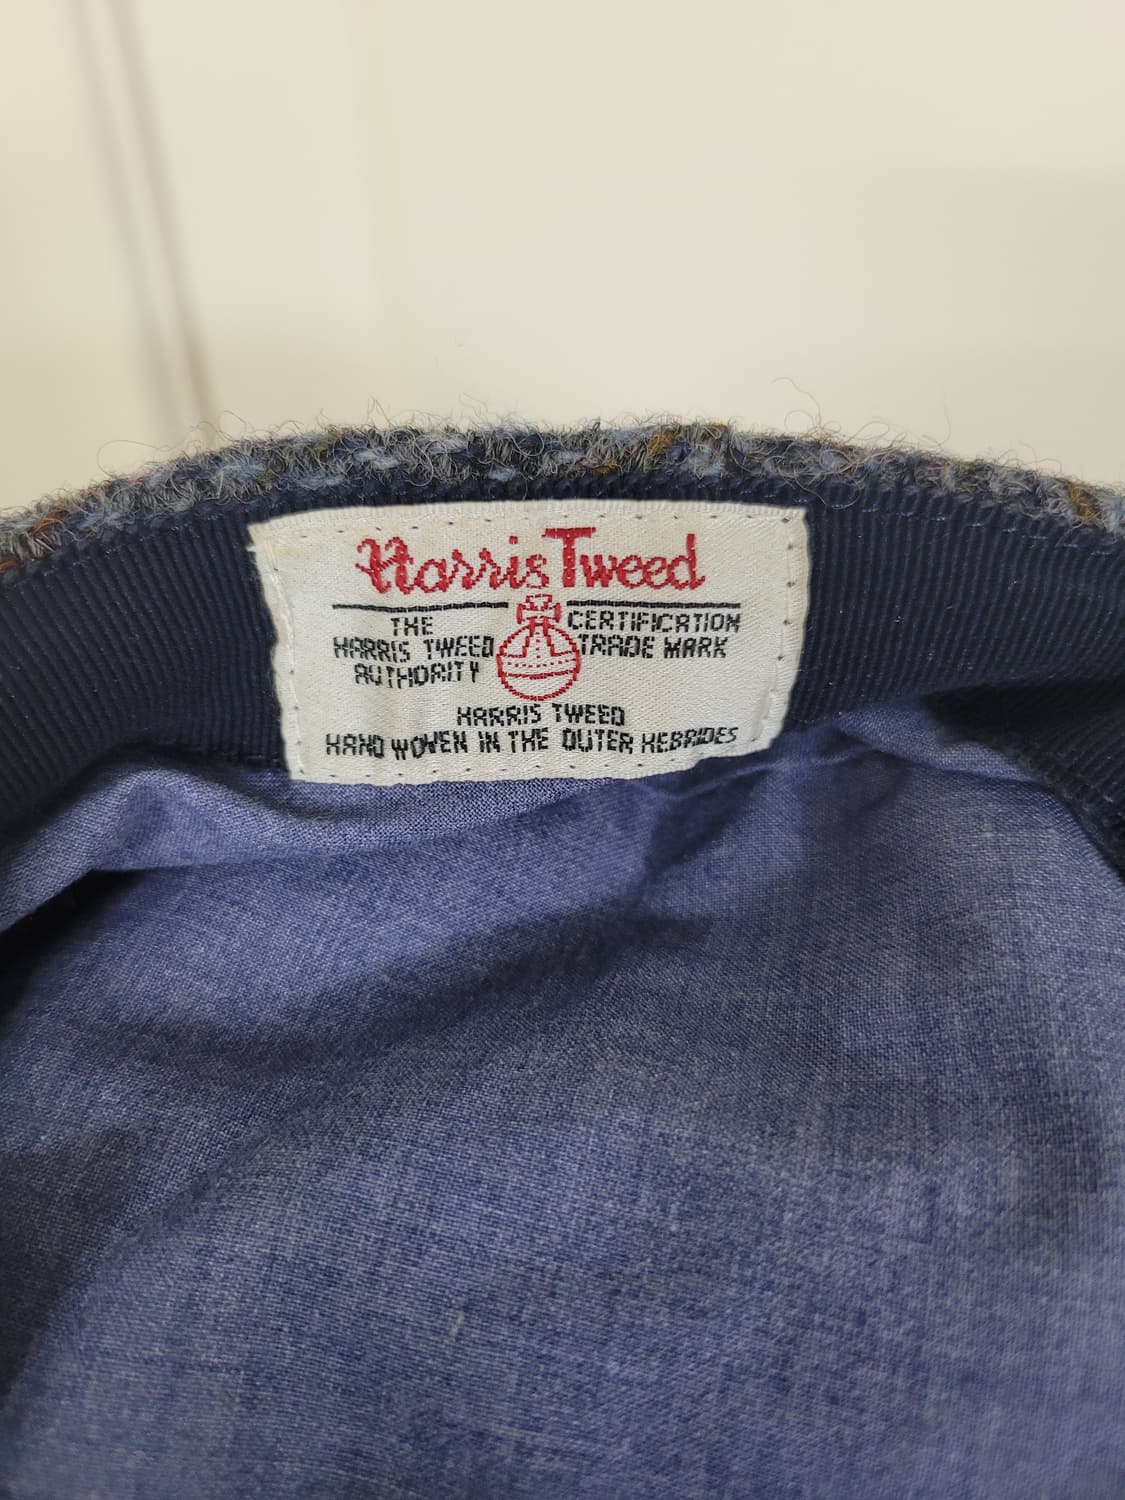 Harris Tweed
THE
HARRIS TWEED
AUTHORITY
CERTIFICATION
TRADE MARK
HARRIS TWEED
HAND WOVEN IN THE OUTER HEBRIDES